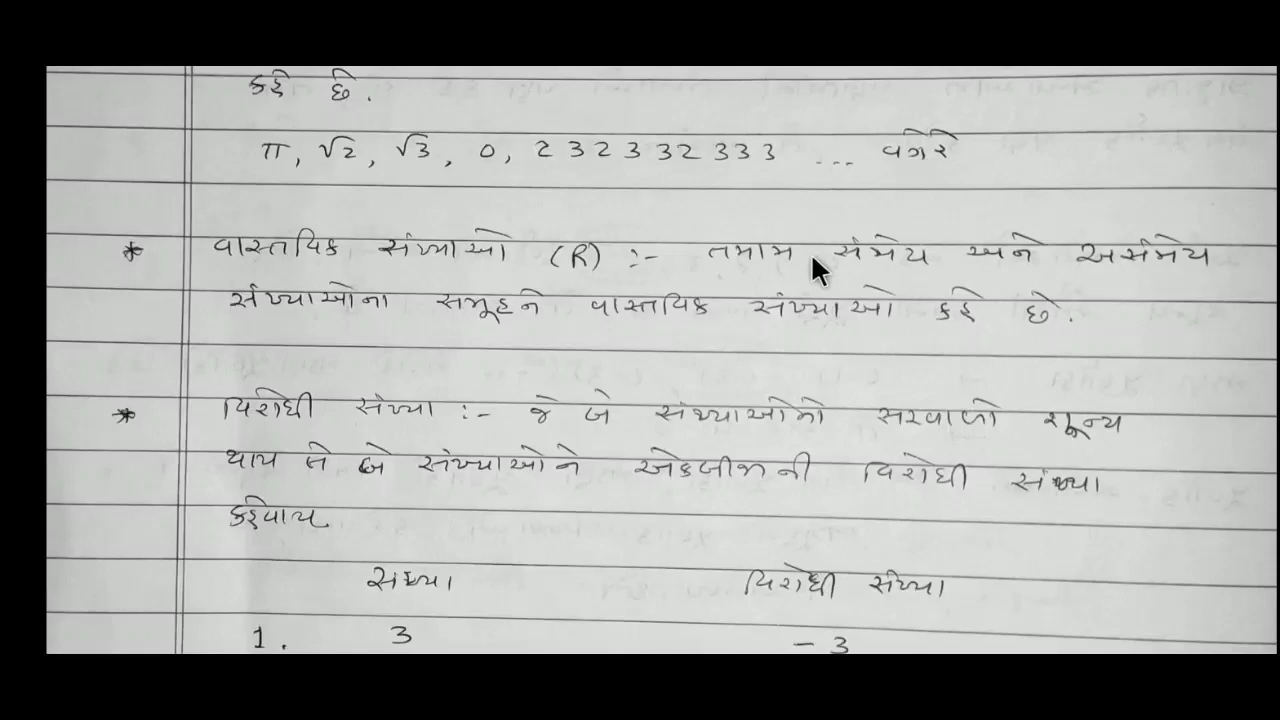 કહે છે.
π, √2, √3, 0, 2 3 2 3 3 2 3 3 3 ... વગેરે
* વાસ્તવિક સંખ્યાઓ (R) :- તમામ સંમેય અને અસંમેય
સંખ્યાઓના સમૂહને વાસ્તવિક સંખ્યાઓ કહે છે.
* વિરોધી સંખ્યા :- જે બે સંખ્યાઓનો સરવાળો શૂન્ય
થાય તે બે સંખ્યાઓને એકબીજાની વિરોધી સંખ્યા
કહેવાય.
સંખ્યા વિરોધી સંખ્યા
1. 3 - 3